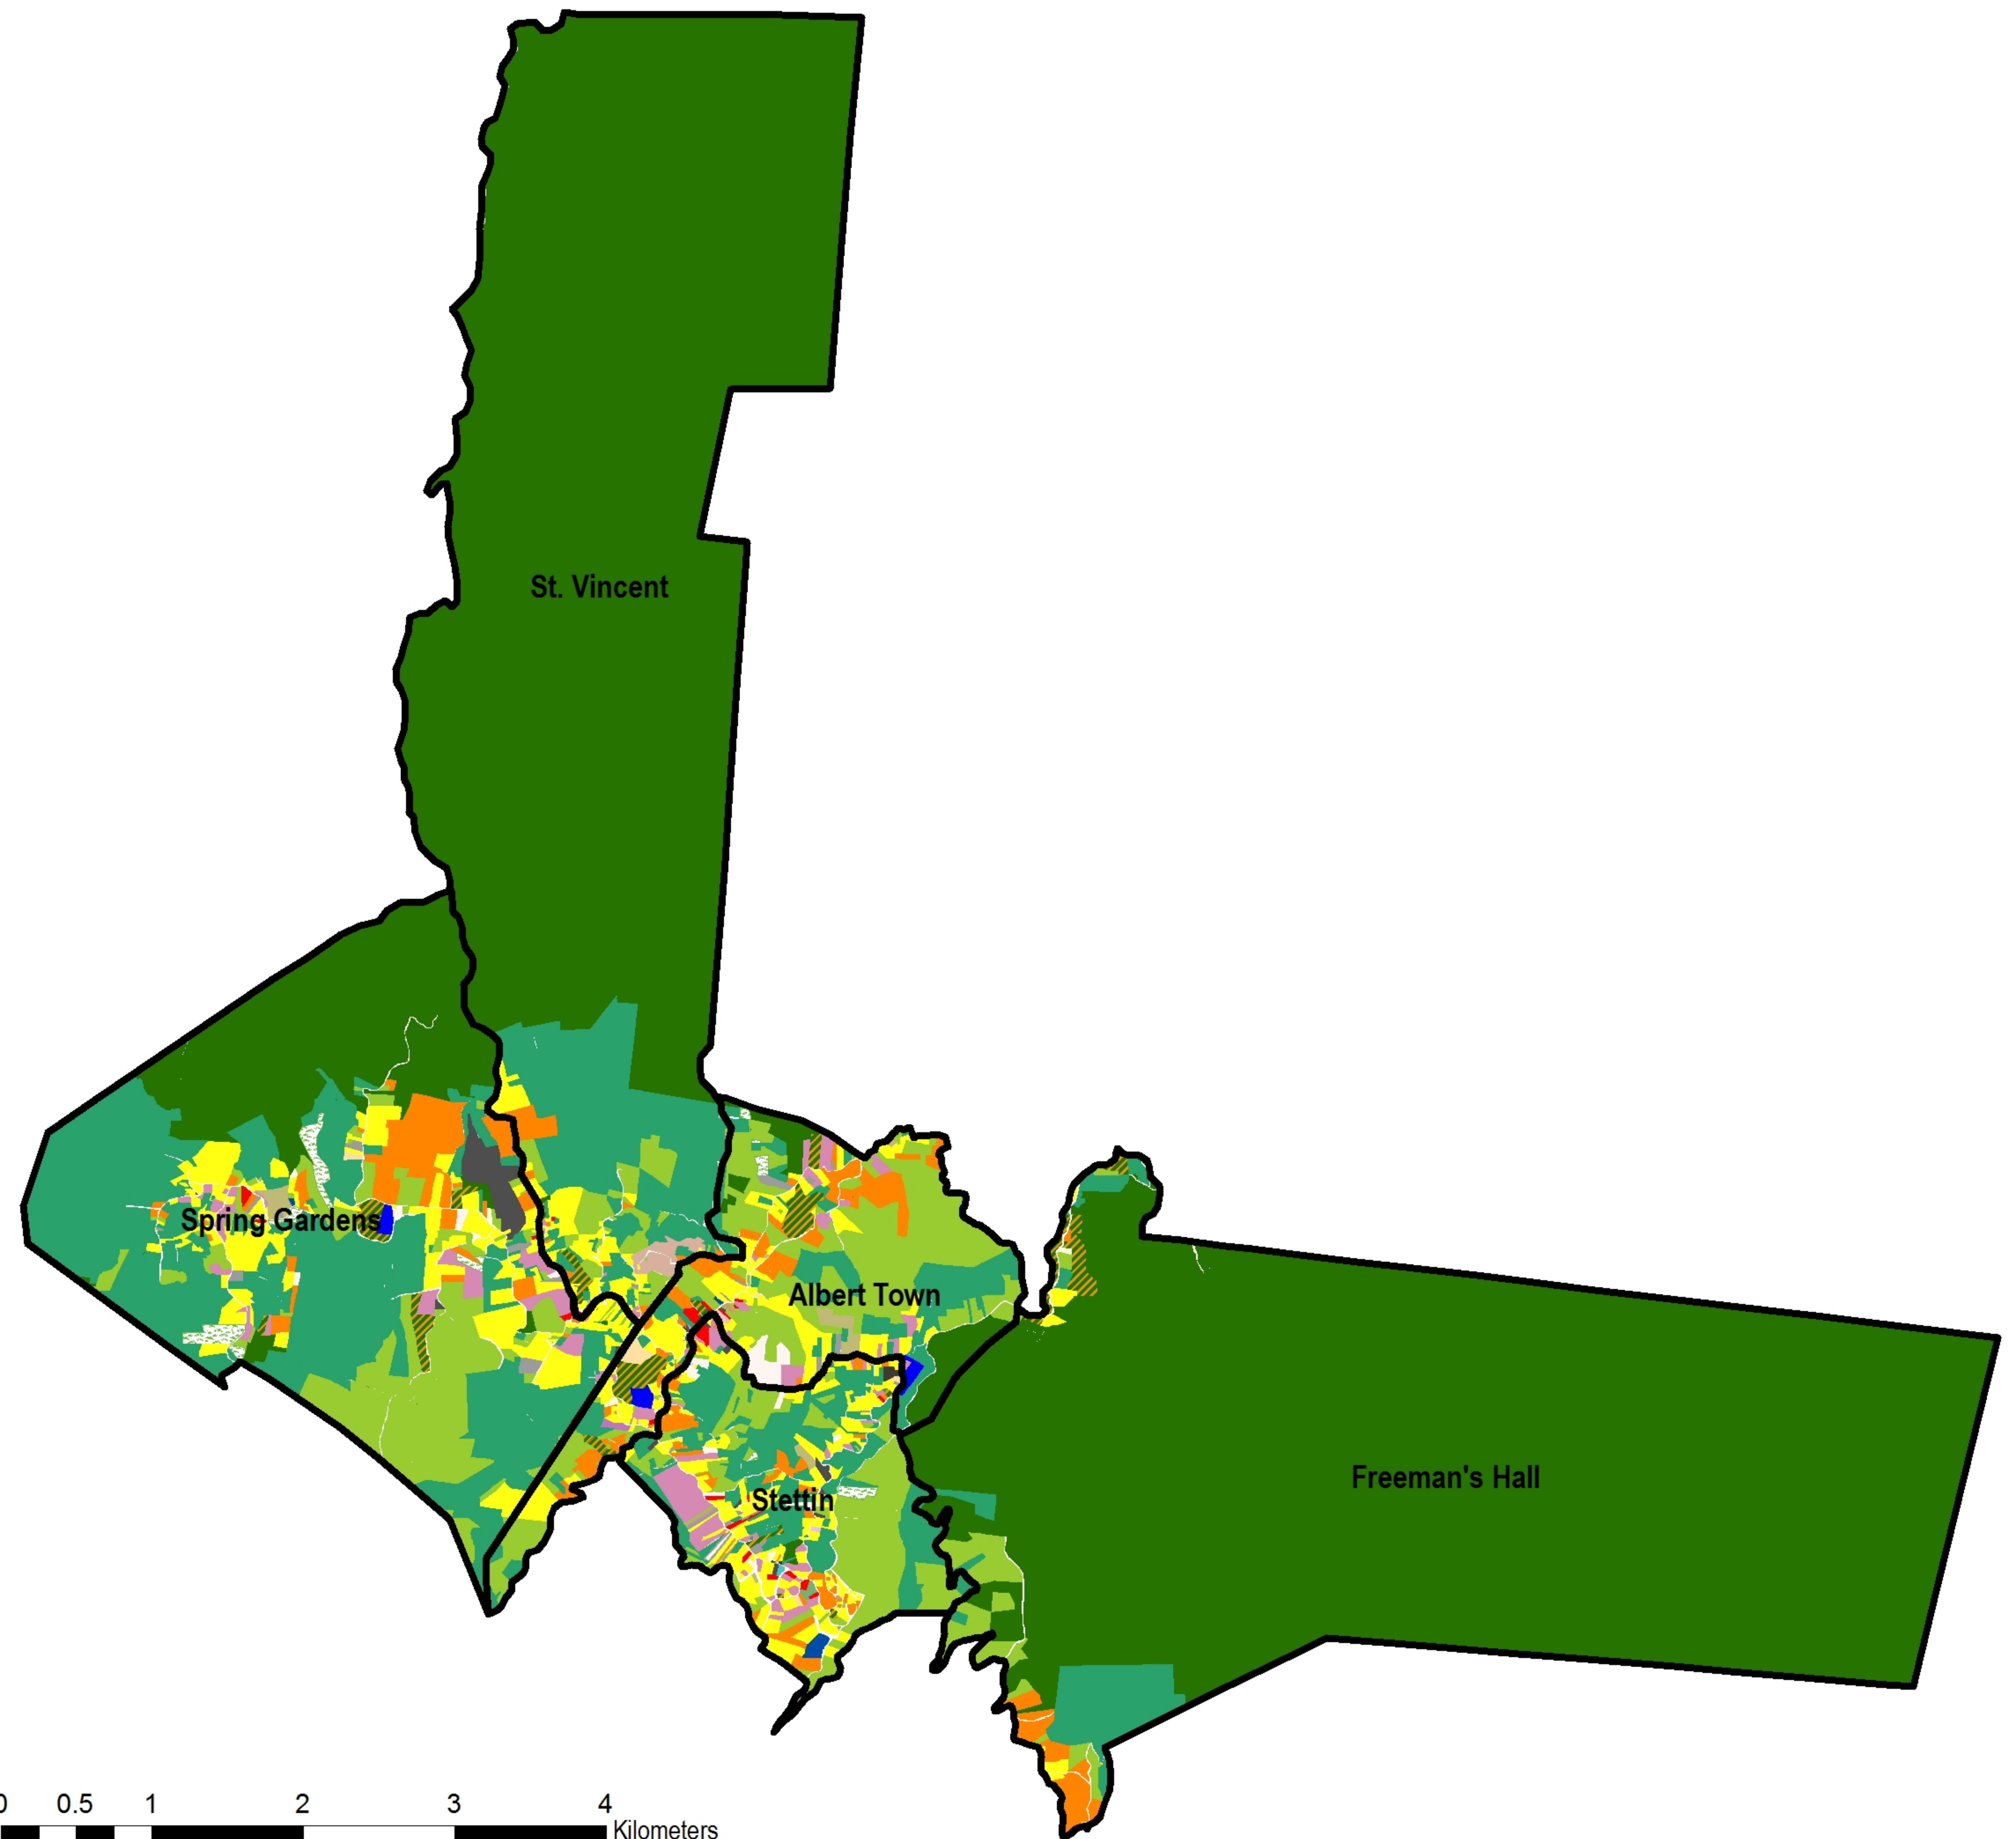 St. Vincent
Spring Gardens
Albert Town
Freeman's Hall
Stettin
0 0.5 1 2 3 4
Kilometers